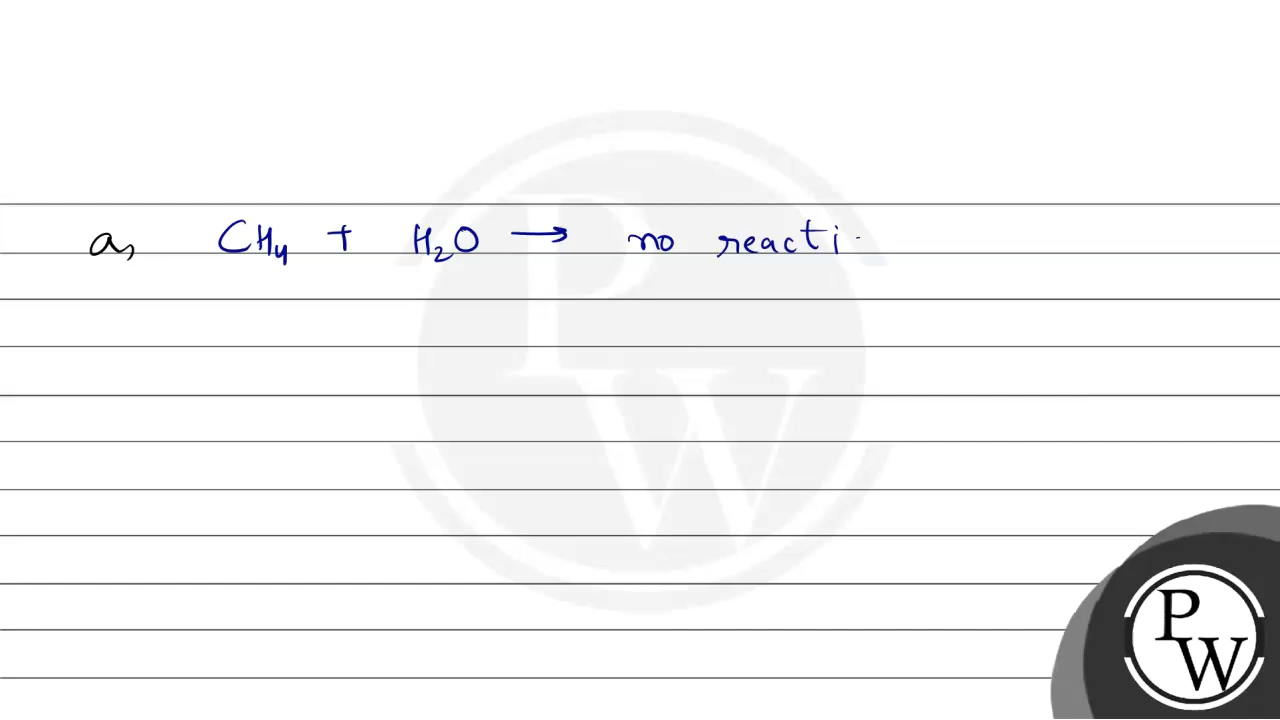 a, CH₄ + H₂O → no reacti
P
W
P
W